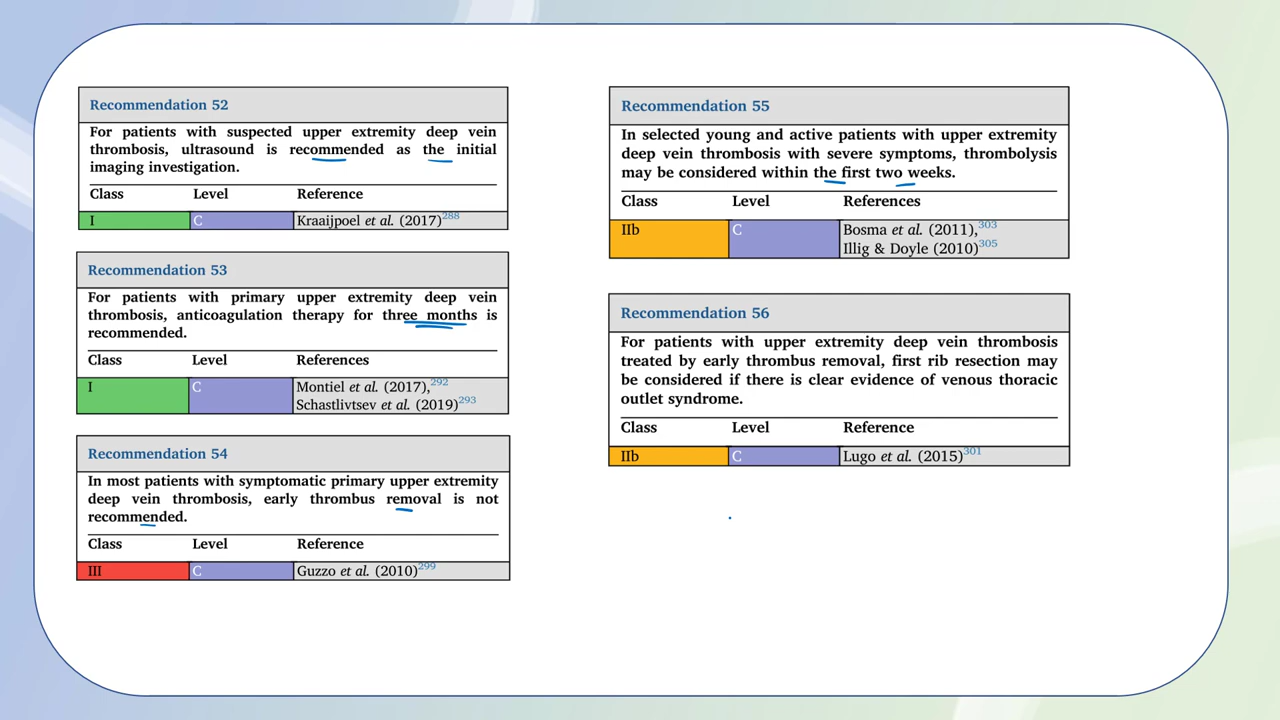 Recommendation 52
For patients with suspected upper extremity deep vein
thrombosis, ultrasound is recommended as the initial
imaging investigation.
Class Level Reference
I C Kraaijpoel et al. (2017)288
Recommendation 53
For patients with primary upper extremity deep vein
thrombosis, anticoagulation therapy for three months is
recommended.
Class Level References
I C Montiel et al. (2017),292
Schastlivtsev et al. (2019)293
Recommendation 54
In most patients with symptomatic primary upper extremity
deep vein thrombosis, early thrombus removal is not
recommended.
Class Level Reference
III C Guzzo et al. (2010)299
Recommendation 55
In selected young and active patients with upper extremity
deep vein thrombosis with severe symptoms, thrombolysis
may be considered within the first two weeks.
Class Level References
IIb C Bosma et al. (2011),303
Illig & Doyle (2010)305
Recommendation 56
For patients with upper extremity deep vein thrombosis
treated by early thrombus removal, first rib resection may
be considered if there is clear evidence of venous thoracic
outlet syndrome.
Class Level Reference
IIb C Lugo et al. (2015)301